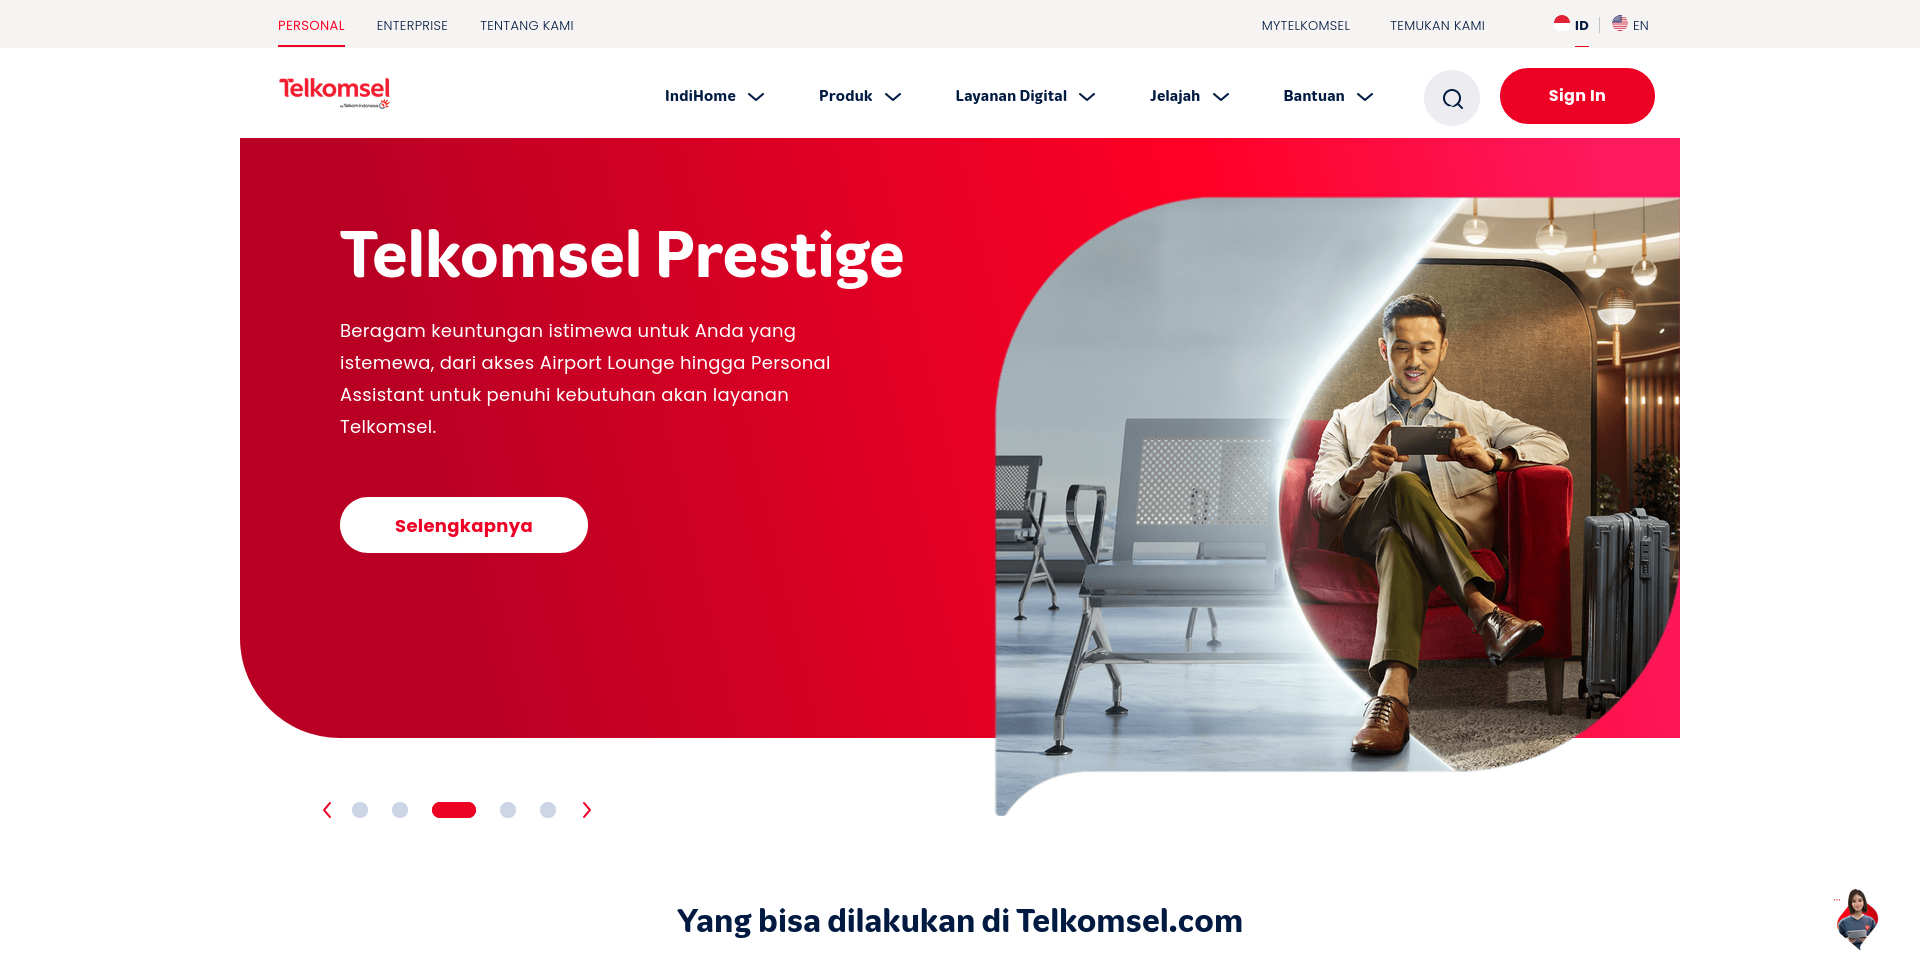 PERSONAL ENTERPRISE TENTANG KAMI MYTELKOMSEL TEMUKAN KAMI ID EN
Telkomsel
by Telkom Indonesia
IndiHome Produk Layanan Digital Jelajah Bantuan Sign In
Telkomsel Prestige
Beragam keuntungan istimewa untuk Anda yang
istemewa, dari akses Airport Lounge hingga Personal
Assistant untuk penuhi kebutuhan akan layanan
Telkomsel.
Selengkapnya
Yang bisa dilakukan di Telkomsel.com